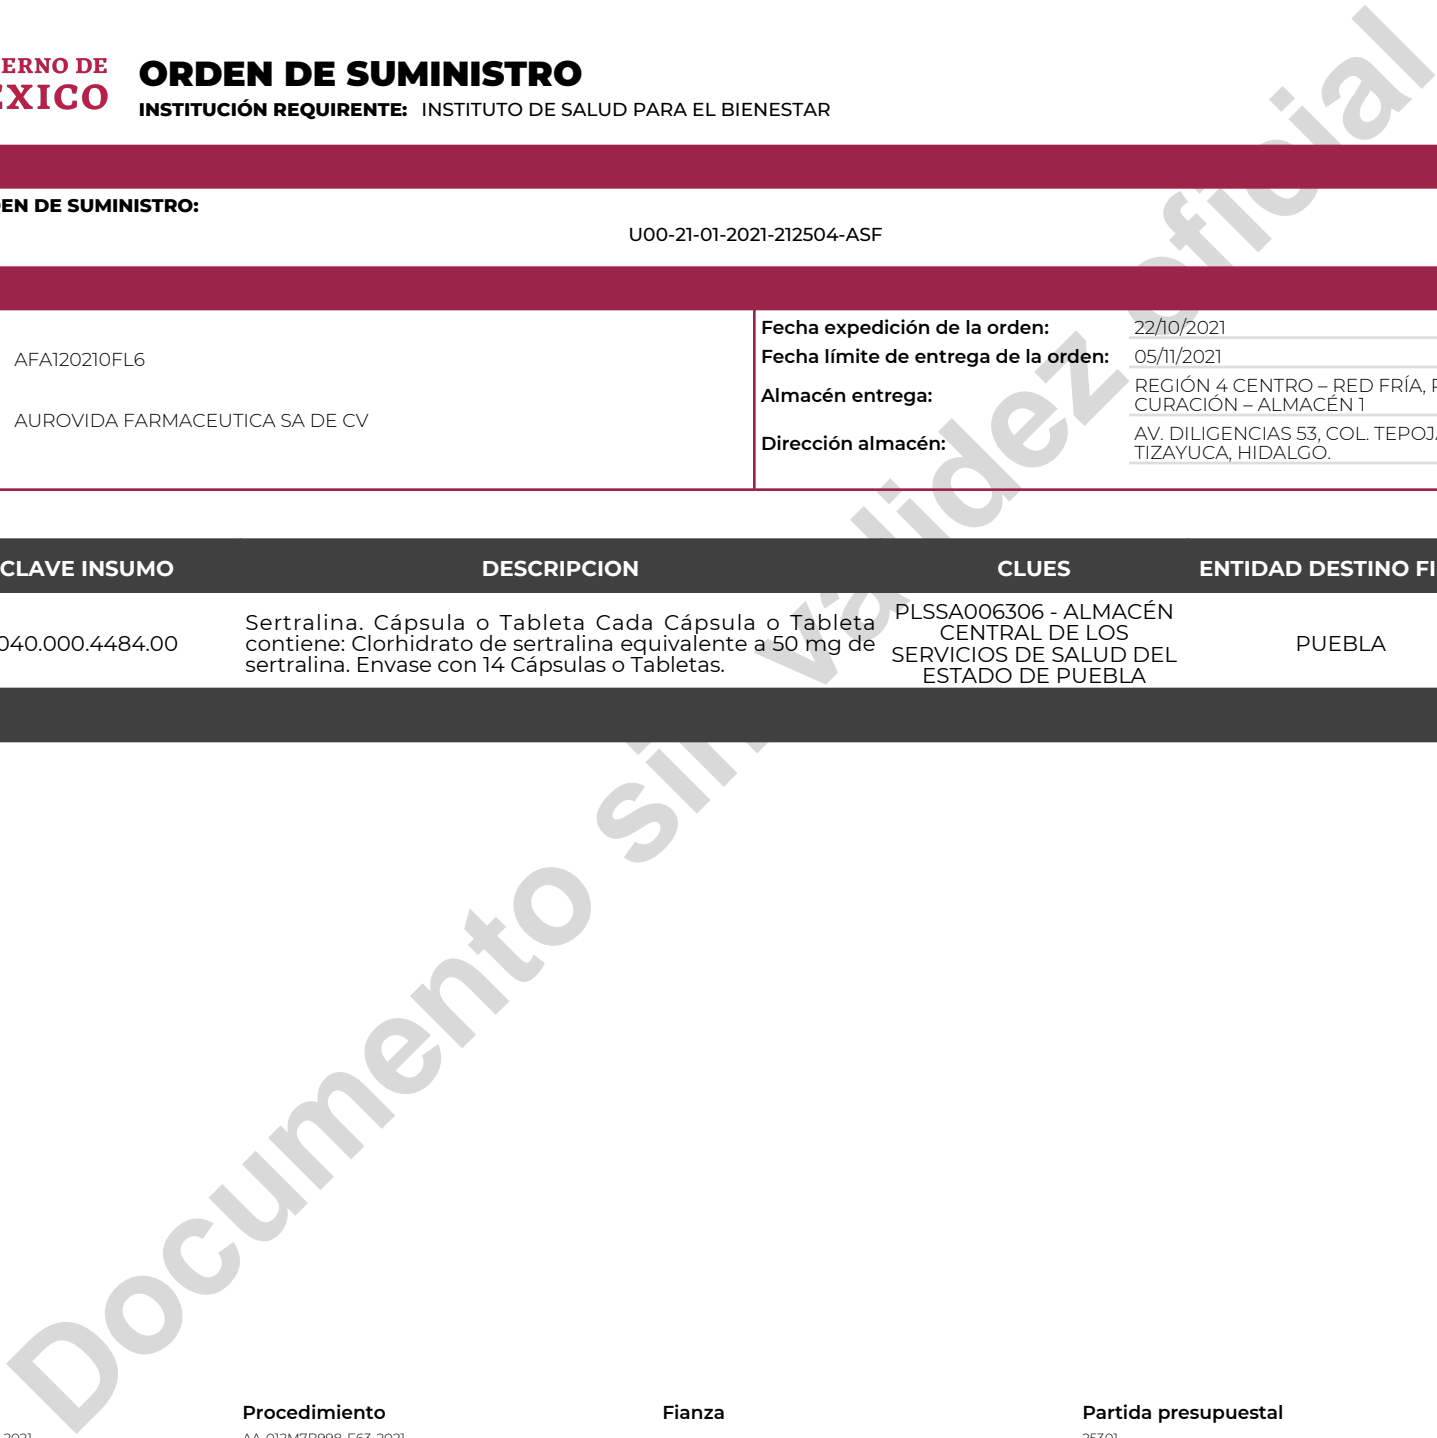 ERNO DE
ÉXICO
ORDEN DE SUMINISTRO
INSTITUCIÓN REQUIRENTE: INSTITUTO DE SALUD PARA EL BIENESTAR
EN DE SUMINISTRO:
U00-21-01-2021-212504-ASF
AFA120210FL6
AUROVIDA FARMACEUTICA SA DE CV
Fecha expedición de la orden: 22/10/2021
Fecha límite de entrega de la orden: 05/11/2021
Almacén entrega: REGIÓN 4 CENTRO – RED FRÍA,
CURACIÓN – ALMACÉN 1
Dirección almacén: AV. DILIGENCIAS 53, COL. TEPOJA
TIZAYUCA, HIDALGO.
CLAVE INSUMO DESCRIPCION CLUES ENTIDAD DESTINO FI
040.000.4484.00
Sertralina. Cápsula o Tableta Cada Cápsula o Tableta
contiene: Clorhidrato de sertralina equivalente a 50 mg de
sertralina. Envase con 14 Cápsulas o Tabletas.
PLSSA006306 - ALMACÉN
CENTRAL DE LOS
SERVICIOS DE SALUD DEL
ESTADO DE PUEBLA
PUEBLA
Documento sin validez oficial
Procedimiento Fianza Partida presupuestal